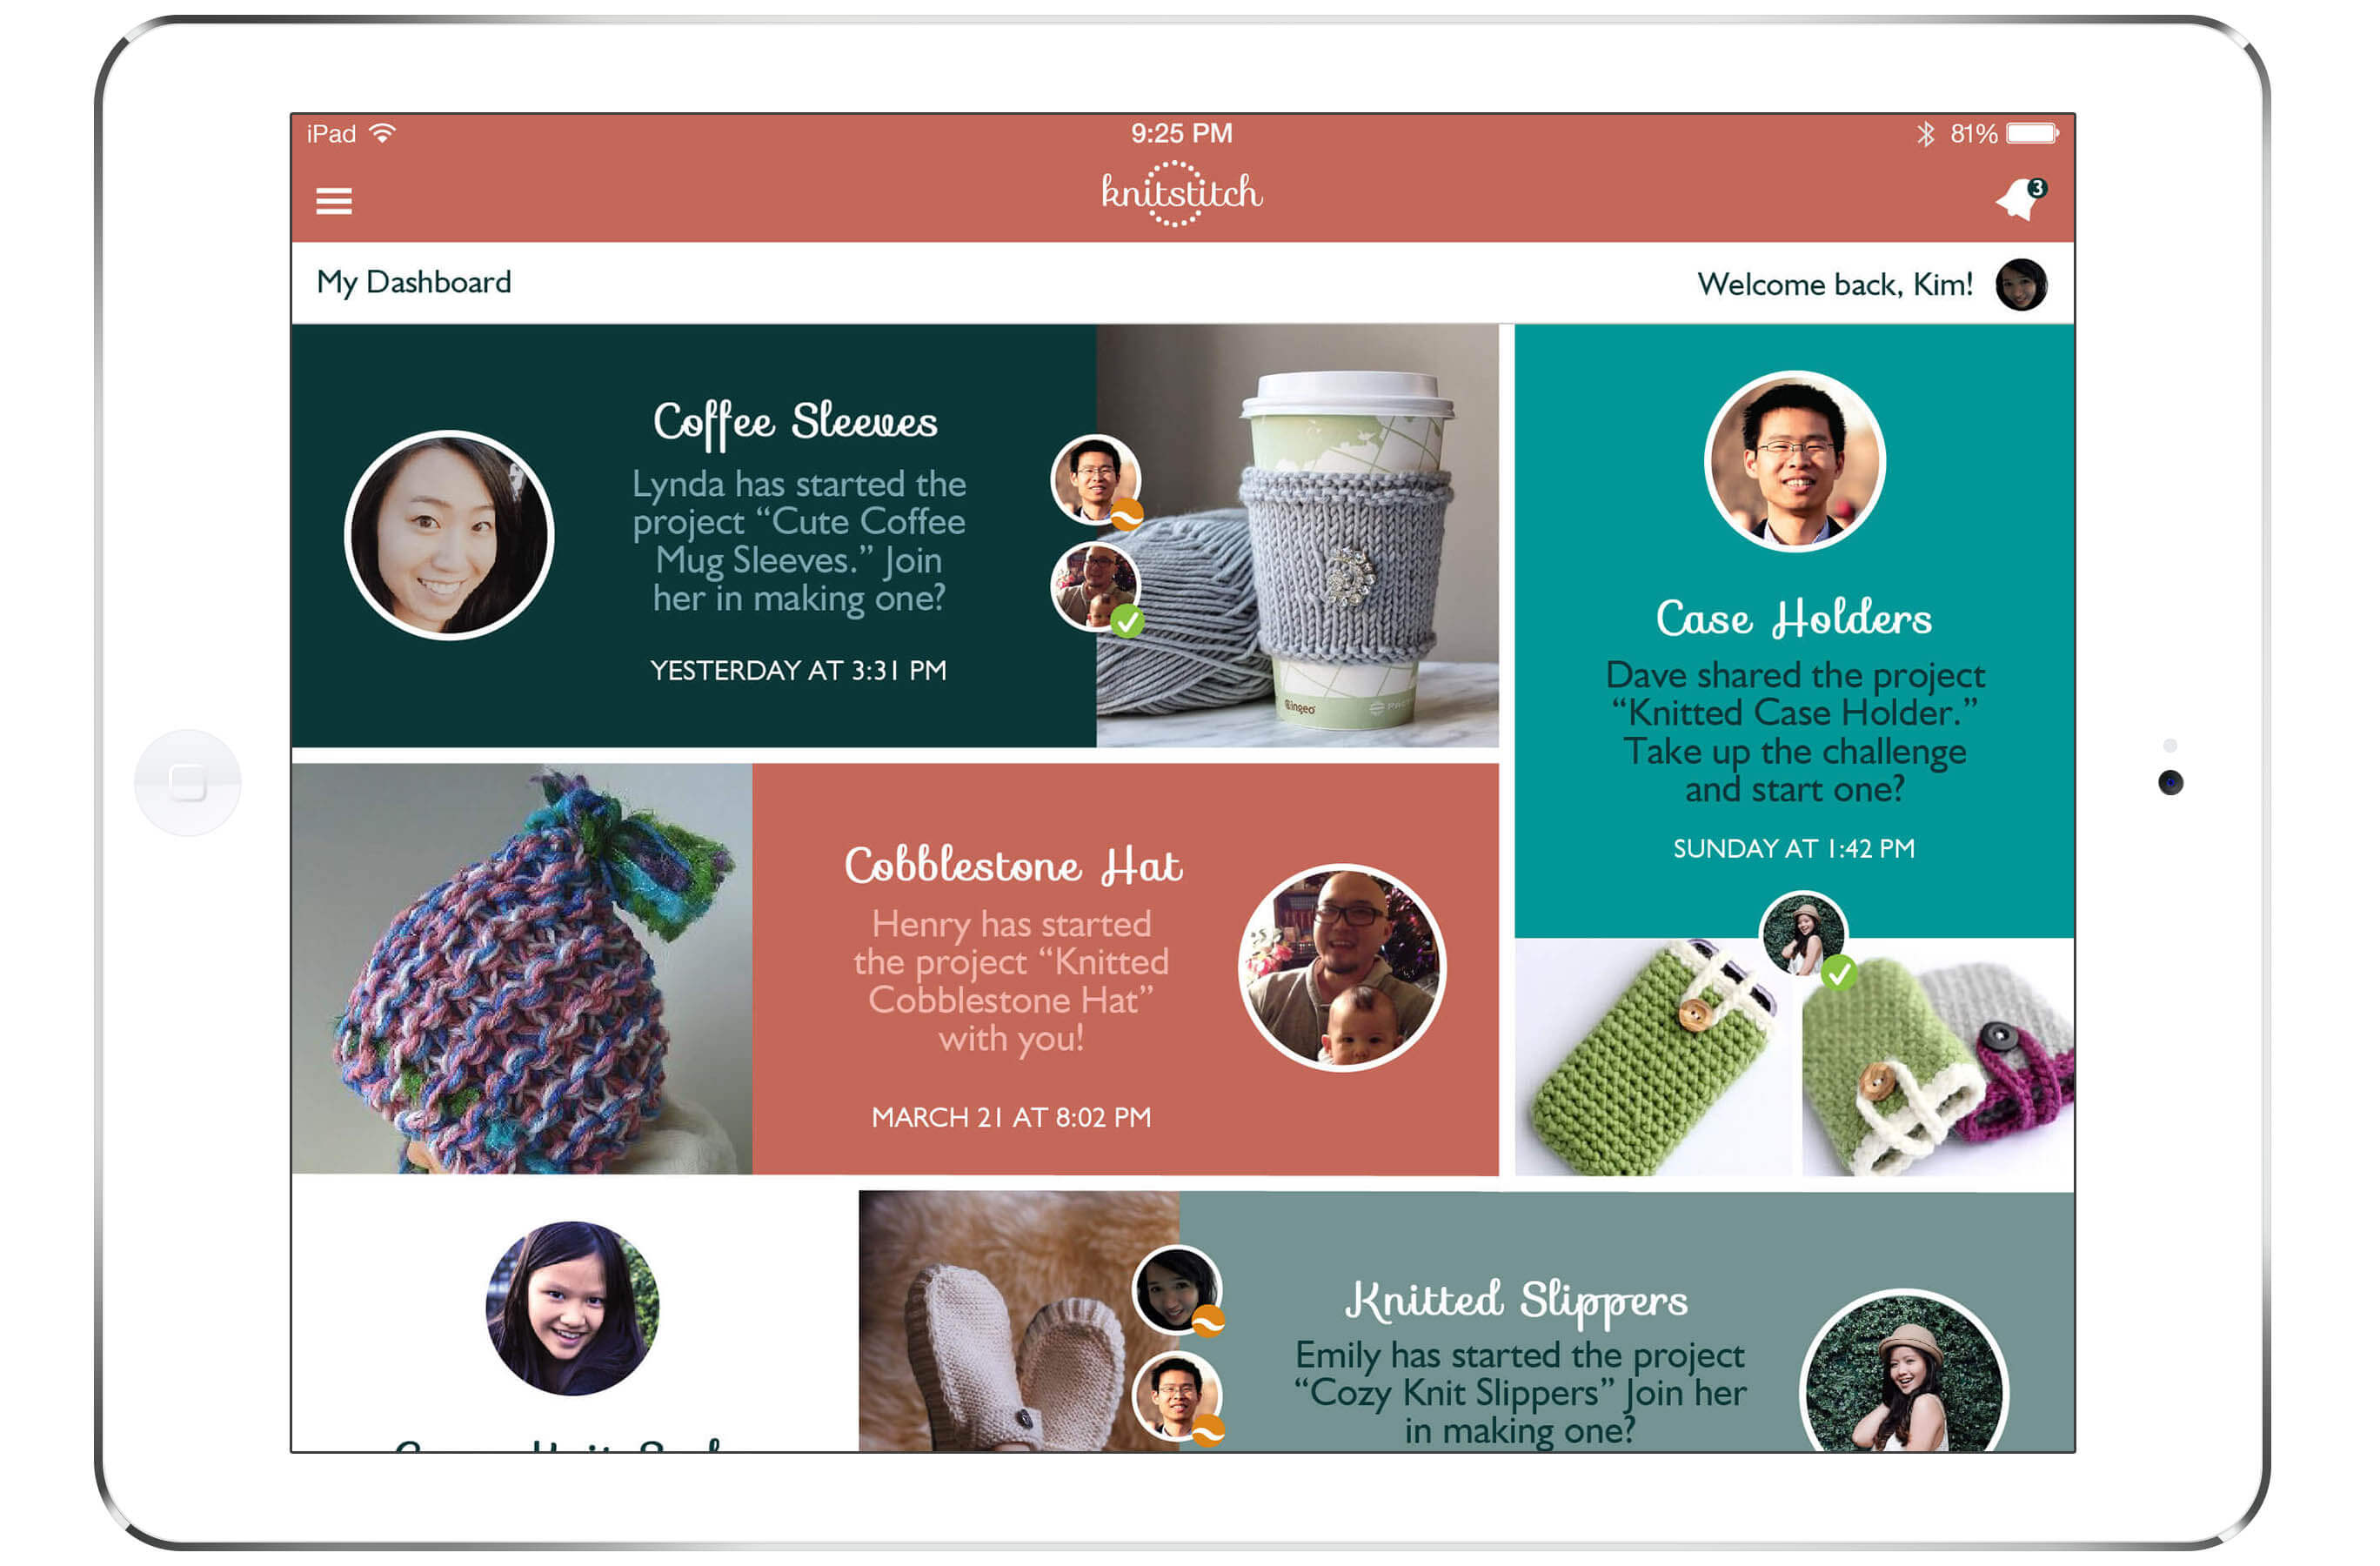 iPad
9:25 PM
81%
knitstitch
3
My Dashboard
Welcome back, Kim!
Coffee Sleeves
Lynda has started the
project “Cute Coffee
Mug Sleeves.” Join
her in making one?
YESTERDAY AT 3:31 PM
ingeo
Case Holders
Dave shared the project
“Knitted Case Holder.”
Take up the challenge
and start one?
SUNDAY AT 1:42 PM
Cobblestone Hat
Henry has started
the project “Knitted
Cobblestone Hat”
with you!
MARCH 21 AT 8:02 PM
Knitted Slippers
Emily has started the project
“Cozy Knit Slippers” Join her
in making one?